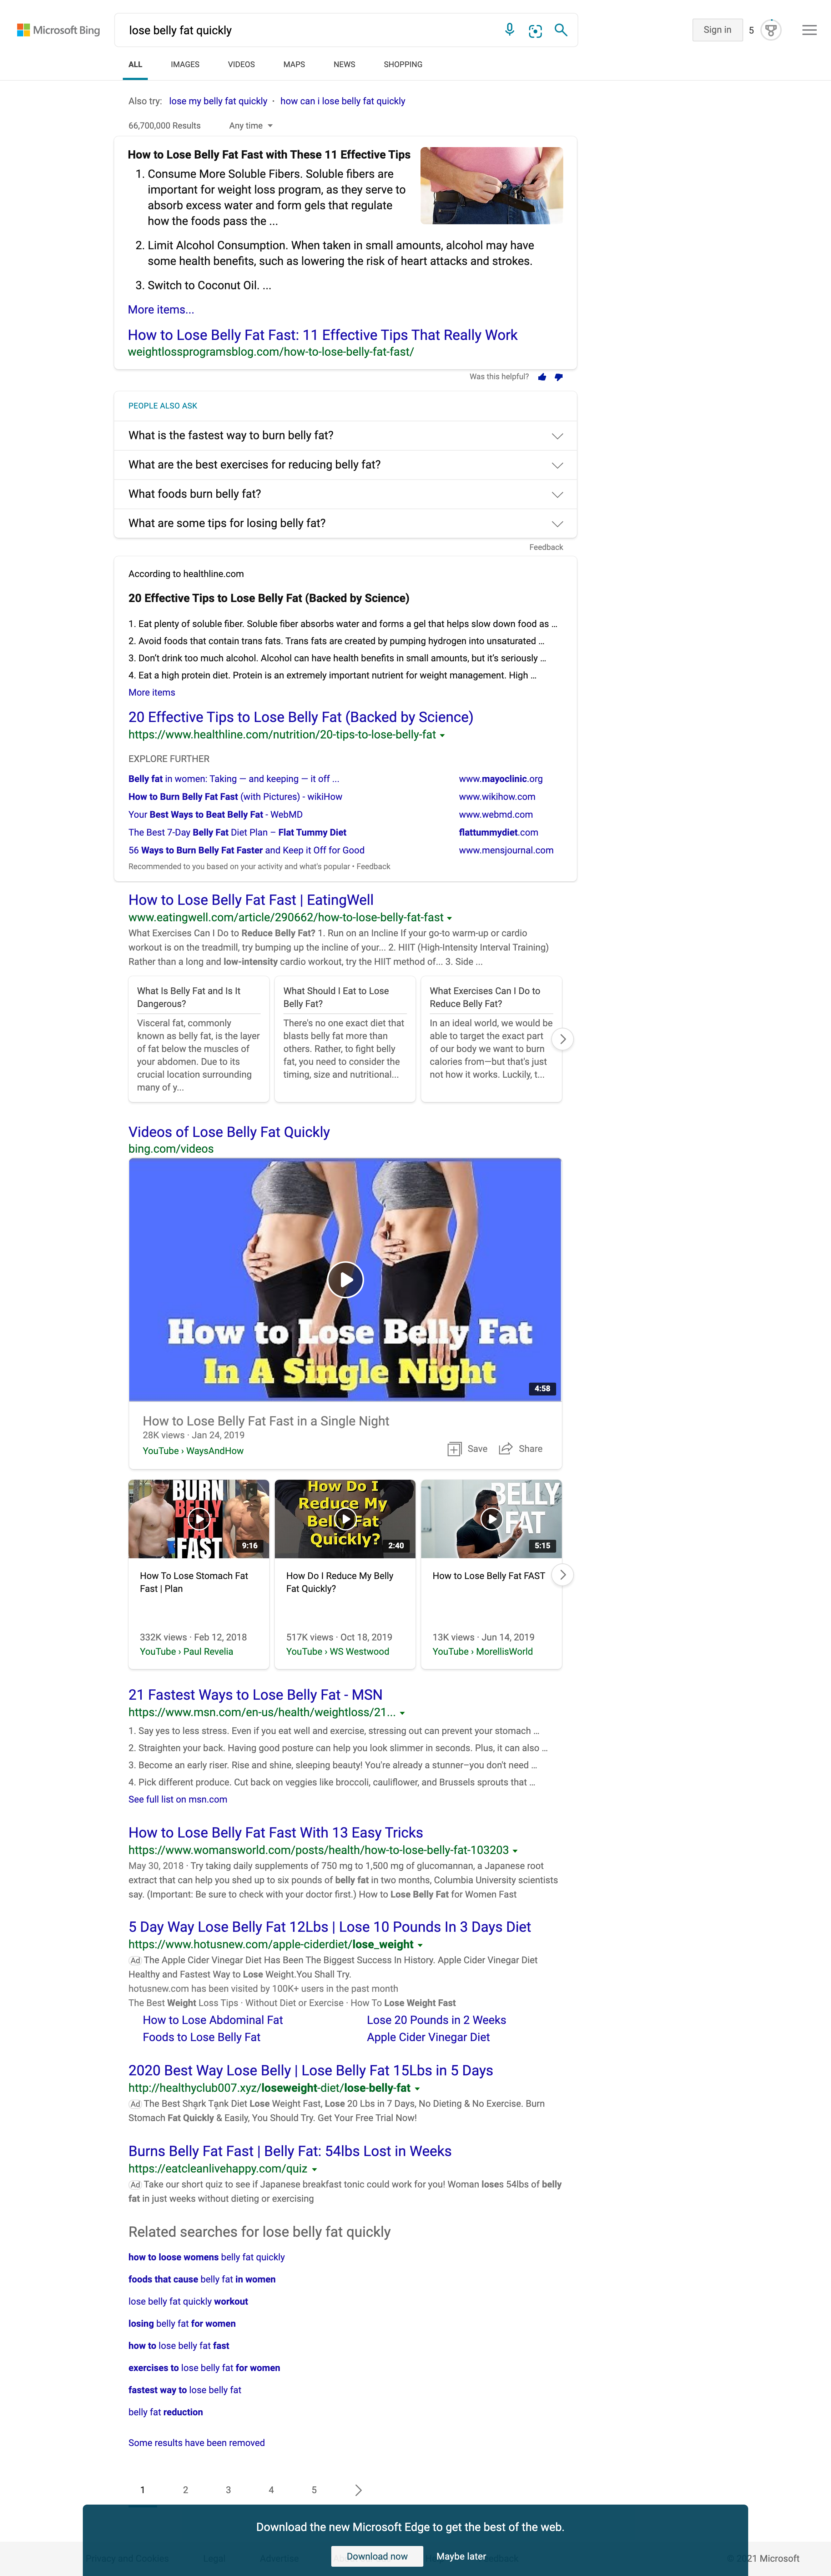 Microsoft Bing
lose belly fat quickly
Sign in
5
ALL
IMAGES
VIDEOS
MAPS
NEWS
SHOPPING
Also try: lose my belly fat quickly · how can i lose belly fat quickly
66,700,000 Results
Any time
How to Lose Belly Fat Fast with These 11 Effective Tips
1. Consume More Soluble Fibers. Soluble fibers are
important for weight loss program, as they serve to
absorb excess water and form gels that regulate
how the foods pass the ...
2. Limit Alcohol Consumption. When taken in small amounts, alcohol may have
some health benefits, such as lowering the risk of heart attacks and strokes.
3. Switch to Coconut Oil. ...
More items...
How to Lose Belly Fat Fast: 11 Effective Tips That Really Work
weightlossprogramsblog.com/how-to-lose-belly-fat-fast/
Was this helpful?
PEOPLE ALSO ASK
What is the fastest way to burn belly fat?
What are the best exercises for reducing belly fat?
What foods burn belly fat?
What are some tips for losing belly fat?
Feedback
According to healthline.com
20 Effective Tips to Lose Belly Fat (Backed by Science)
1. Eat plenty of soluble fiber. Soluble fiber absorbs water and forms a gel that helps slow down food as ...
2. Avoid foods that contain trans fats. Trans fats are created by pumping hydrogen into unsaturated ...
3. Don't drink too much alcohol. Alcohol can have health benefits in small amounts, but it's seriously ...
4. Eat a high protein diet. Protein is an extremely important nutrient for weight management. High ...
More items
20 Effective Tips to Lose Belly Fat (Backed by Science)
https://www.healthline.com/nutrition/20-tips-to-lose-belly-fat
EXPLORE FURTHER
Belly fat in women: Taking — and keeping — it off ...
www.mayoclinic.org
How to Burn Belly Fat Fast (with Pictures) - wikiHow
www.wikihow.com
Your Best Ways to Beat Belly Fat - WebMD
www.webmd.com
The Best 7-Day Belly Fat Diet Plan – Flat Tummy Diet
flattummydiet.com
56 Ways to Burn Belly Fat Faster and Keep it Off for Good
www.mensjournal.com
Recommended to you based on your activity and what's popular • Feedback
How to Lose Belly Fat Fast | EatingWell
www.eatingwell.com/article/290662/how-to-lose-belly-fat-fast
What Exercises Can I Do to Reduce Belly Fat? 1. Run on an Incline If your go-to warm-up or cardio
workout is on the treadmill, try bumping up the incline of your... 2. HIIT (High-Intensity Interval Training)
Rather than a long and low-intensity cardio workout, try the HIIT method of... 3. Side ...
What Is Belly Fat and Is It
Dangerous?
Visceral fat, commonly
known as belly fat, is the layer
of fat below the muscles of
your abdomen. Due to its
crucial location surrounding
many of y...
What Should I Eat to Lose
Belly Fat?
There's no one exact diet that
blasts belly fat more than
others. Rather, to fight belly
fat, you need to consider the
timing, size and nutritional...
What Exercises Can I Do to
Reduce Belly Fat?
In an ideal world, we would be
able to target the exact part
of our body we want to burn
calories from—but that's just
not how it works. Luckily, t...
Videos of Lose Belly Fat Quickly
bing.com/videos
How to Lose Belly Fat
In A Single Night
4:58
How to Lose Belly Fat Fast in a Single Night
28K views · Jan 24, 2019
YouTube › WaysAndHow
Save
Share
BURN
BELLY
FAT
FAST
9:16
How To Lose Stomach Fat
Fast | Plan
332K views · Feb 12, 2018
YouTube › Paul Revelia
How Do I
Reduce My
Belly Fat
Quickly?
2:40
How Do I Reduce My Belly
Fat Quickly?
517K views · Oct 18, 2019
YouTube › WS Westwood
BELLY
FAT
5:15
How to Lose Belly Fat FAST
13K views · Jun 14, 2019
YouTube › MorellisWorld
21 Fastest Ways to Lose Belly Fat - MSN
https://www.msn.com/en-us/health/weightloss/21...
1. Say yes to less stress. Even if you eat well and exercise, stressing out can prevent your stomach ...
2. Straighten your back. Having good posture can help you look slimmer in seconds. Plus, it can also ...
3. Become an early riser. Rise and shine, sleeping beauty! You're already a stunner–you don't need ...
4. Pick different produce. Cut back on veggies like broccoli, cauliflower, and Brussels sprouts that ...
See full list on msn.com
How to Lose Belly Fat Fast With 13 Easy Tricks
https://www.womansworld.com/posts/health/how-to-lose-belly-fat-103203
May 30, 2018 · Try taking daily supplements of 750 mg to 1,500 mg of glucomannan, a Japanese root
extract that can help you shed up to six pounds of belly fat in two months, Columbia University scientists
say. (Important: Be sure to check with your doctor first.) How to Lose Belly Fat for Women Fast
5 Day Way Lose Belly Fat 12Lbs | Lose 10 Pounds In 3 Days Diet
https://www.hotusnew.com/apple-ciderdiet/lose_weight
Ad The Apple Cider Vinegar Diet Has Been The Biggest Success In History. Apple Cider Vinegar Diet
Healthy and Fastest Way to Lose Weight.You Shall Try.
hotusnew.com has been visited by 100K+ users in the past month
The Best Weight Loss Tips · Without Diet or Exercise · How To Lose Weight Fast
How to Lose Abdominal Fat
Lose 20 Pounds in 2 Weeks
Foods to Lose Belly Fat
Apple Cider Vinegar Diet
2020 Best Way Lose Belly | Lose Belly Fat 15Lbs in 5 Days
http://healthyclub007.xyz/loseweight-diet/lose-belly-fat
Ad The Best Shạrk Tạnk Diet Lose Weight Fast, Lose 20 Lbs in 7 Days, No Dieting & No Exercise. Burn
Stomach Fat Quickly & Easily, You Should Try. Get Your Free Trial Now!
Burns Belly Fat Fast | Belly Fat: 54lbs Lost in Weeks
https://eatcleanlivehappy.com/quiz
Ad Take our short quiz to see if Japanese breakfast tonic could work for you! Woman loses 54lbs of belly
fat in just weeks without dieting or exercising
Related searches for lose belly fat quickly
how to loose womens belly fat quickly
foods that cause belly fat in women
lose belly fat quickly workout
losing belly fat for women
how to lose belly fat fast
exercises to lose belly fat for women
fastest way to lose belly fat
belly fat reduction
Some results have been removed
1
2
3
4
5
Download the new Microsoft Edge to get the best of the web.
Download now
Maybe later
Privacy and Cookies
Legal
Advertise
21 Microsoft